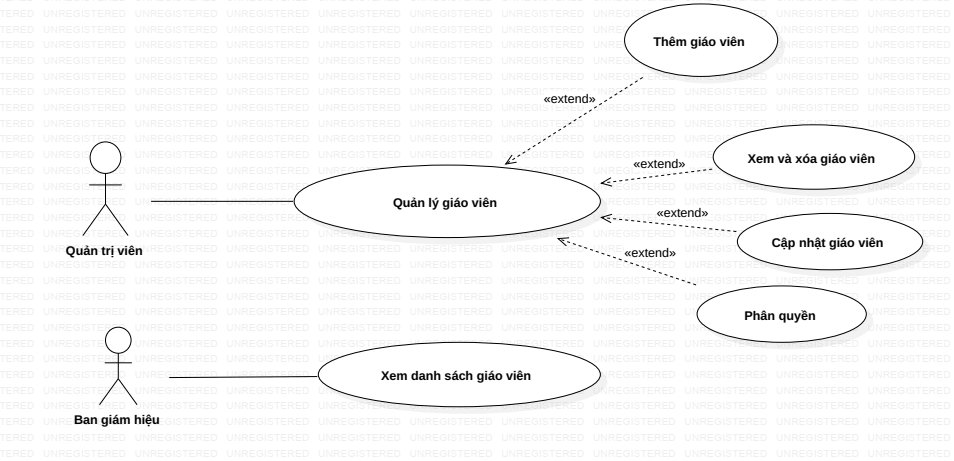 Thêm giáo viên
«extend»
Xem và xóa giáo viên
«extend»
Quản lý giáo viên
«extend»
Cập nhật giáo viên
Quản trị viên
«extend»
Phân quyền
Xem danh sách giáo viên
Ban giám hiệu
UNREGISTERED